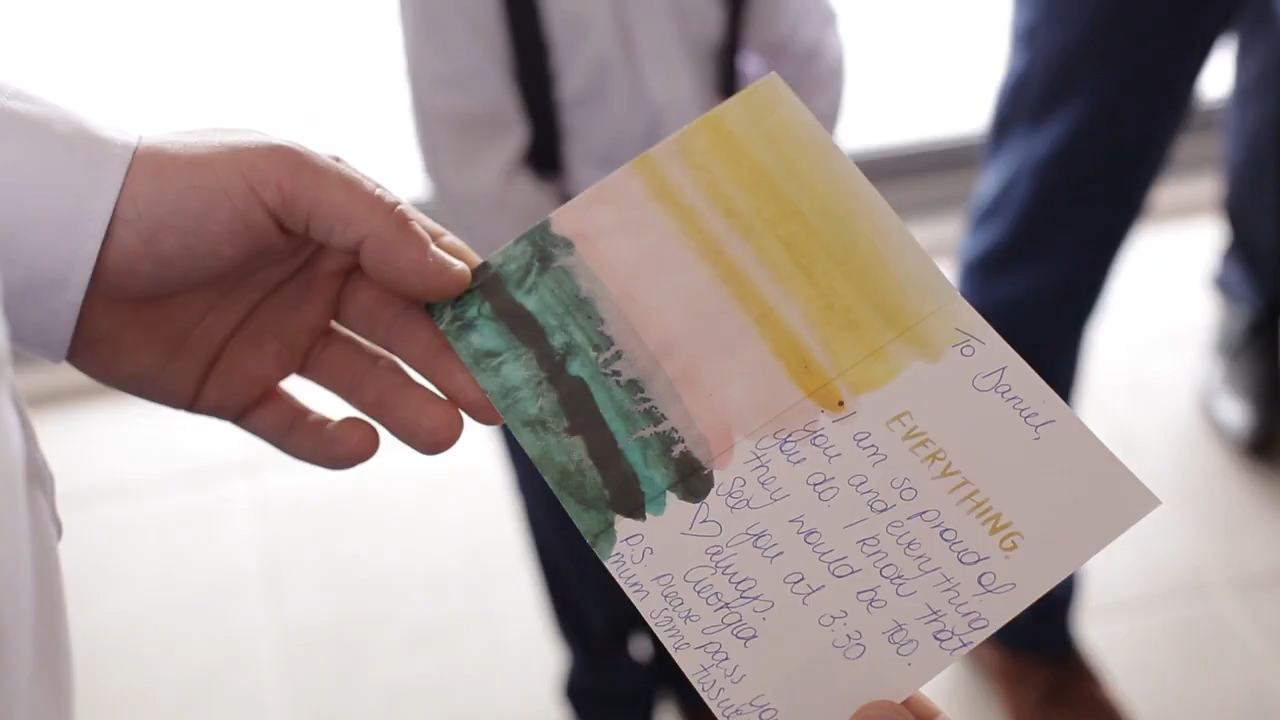 To Daniel,
EVERYTHING.
I am so proud of
you and everything
you do. I know that
they would be too.
See you at 3:30
♡ always.
Georgia
P.S. please pass yo
mum some tissue